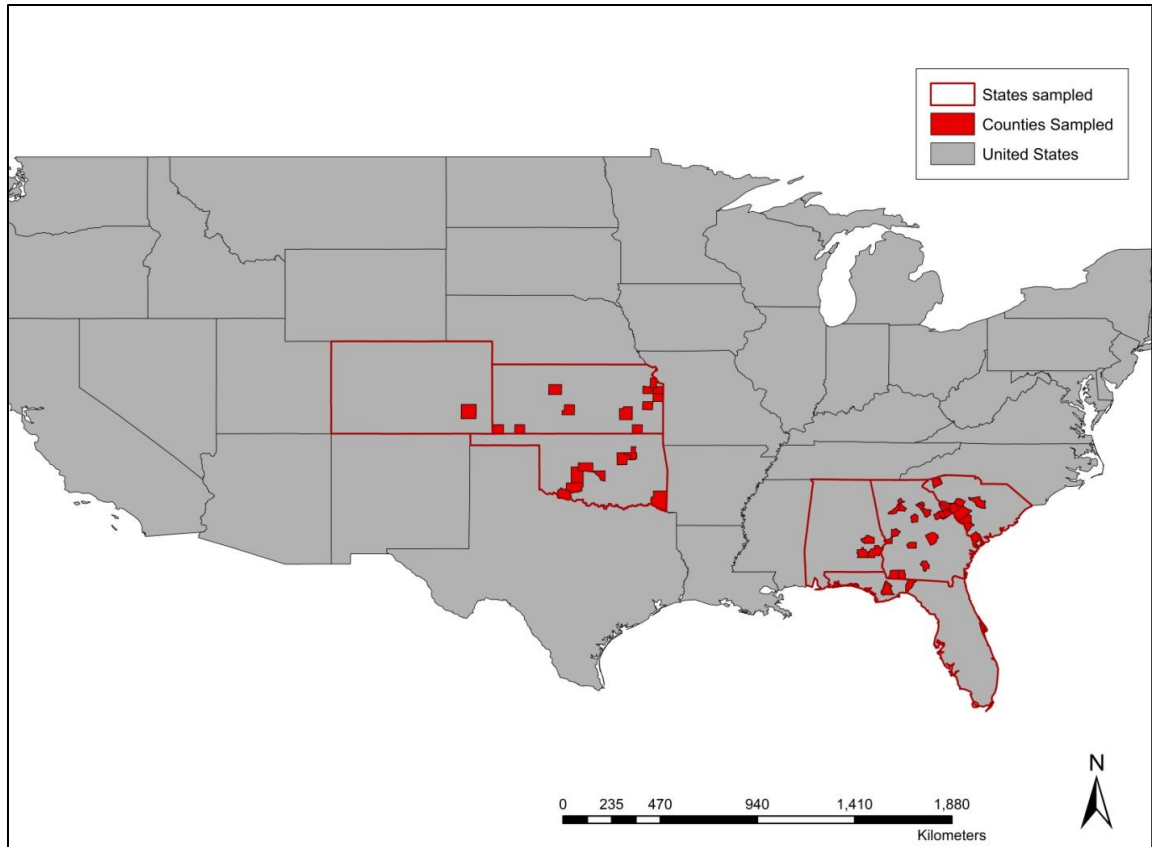 States sampled
Counties Sampled
United States
N
0 235 470 940 1,410 1,880
Kilometers